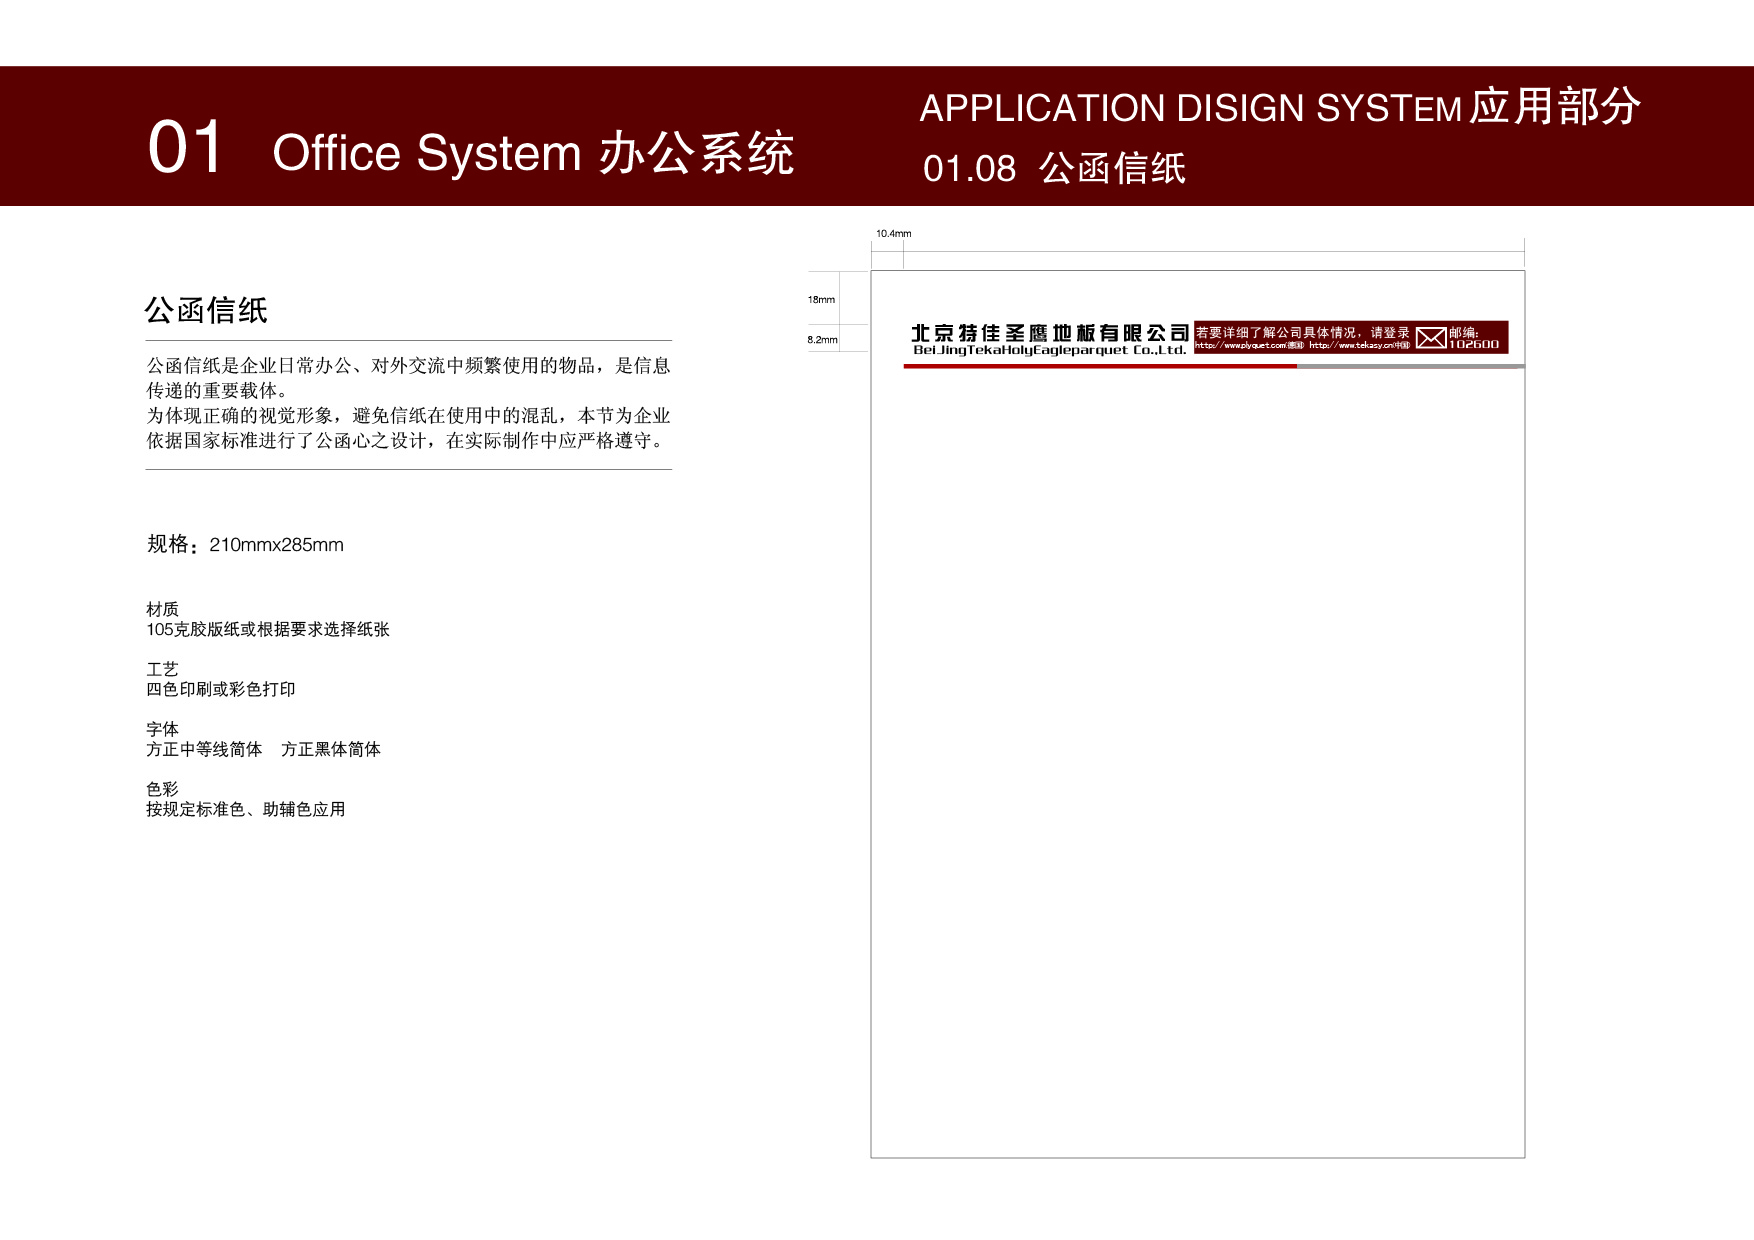 01 Office System 办公系统
APPLICATION DISIGN SYSTEM应用部分
01.08 公函信纸
公函信纸
公函信纸是企业日常办公、对外交流中频繁使用的物品，是信息
传递的重要载体。
为体现正确的视觉形象，避免信纸在使用中的混乱，本节为企业
依据国家标准进行了公函心之设计，在实际制作中应严格遵守。
规格：210mmx285mm
材质
105克胶版纸或根据要求选择纸张
工艺
四色印刷或彩色打印
字体
方正中等线简体 方正黑体简体
色彩
按规定标准色、助辅色应用
10.4mm
18mm
8.2mm
北京特佳圣鹰地板有限公司
BeiJingTekaHolyEagleparquet Co.,Ltd.
若要详细了解公司具体情况，请登录
http://www.plyquet.com(德国) http://www.tekasy.cn(中国)
邮编:
102600